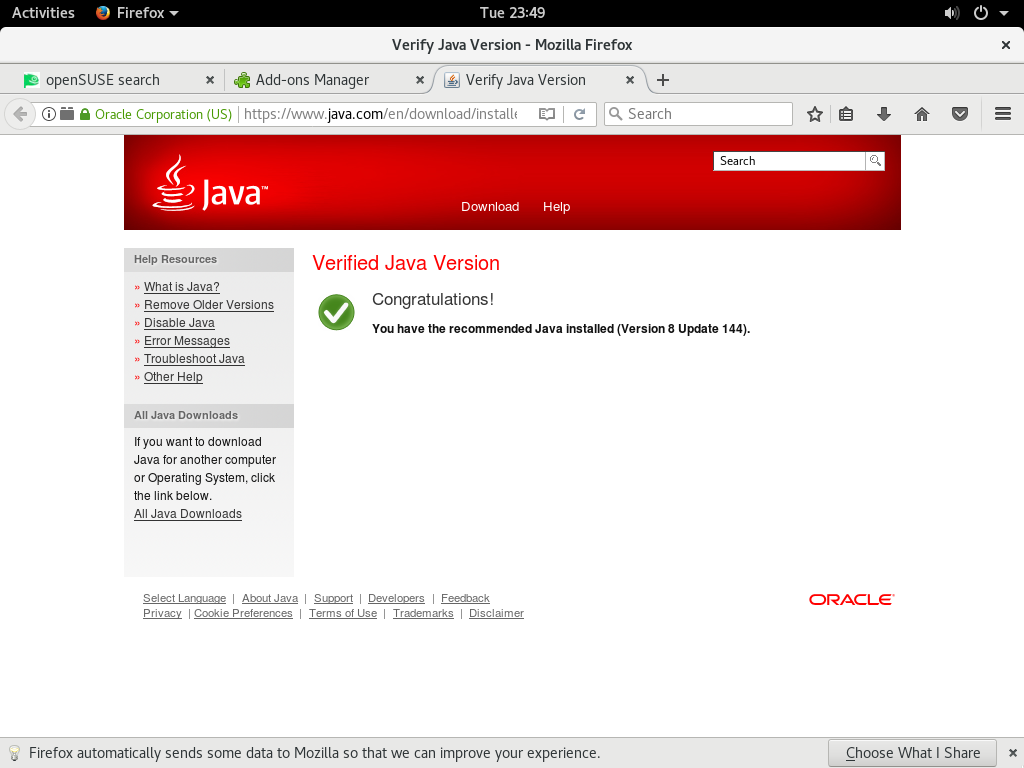 Activities Firefox Tue 23:49
Verify Java Version - Mozilla Firefox
openSUSE search Add-ons Manager Verify Java Version
Oracle Corporation (US) https://www.java.com/en/download/installe Search
Java™
Search
Download Help
Help Resources
» What is Java?
» Remove Older Versions
» Disable Java
» Error Messages
» Troubleshoot Java
» Other Help
All Java Downloads
If you want to download
Java for another computer
or Operating System, click
the link below.
All Java Downloads
Verified Java Version
Congratulations!
You have the recommended Java installed (Version 8 Update 144).
Select Language | About Java | Support | Developers | Feedback
Privacy | Cookie Preferences | Terms of Use | Trademarks | Disclaimer
ORACLE
Firefox automatically sends some data to Mozilla so that we can improve your experience. Choose What I Share